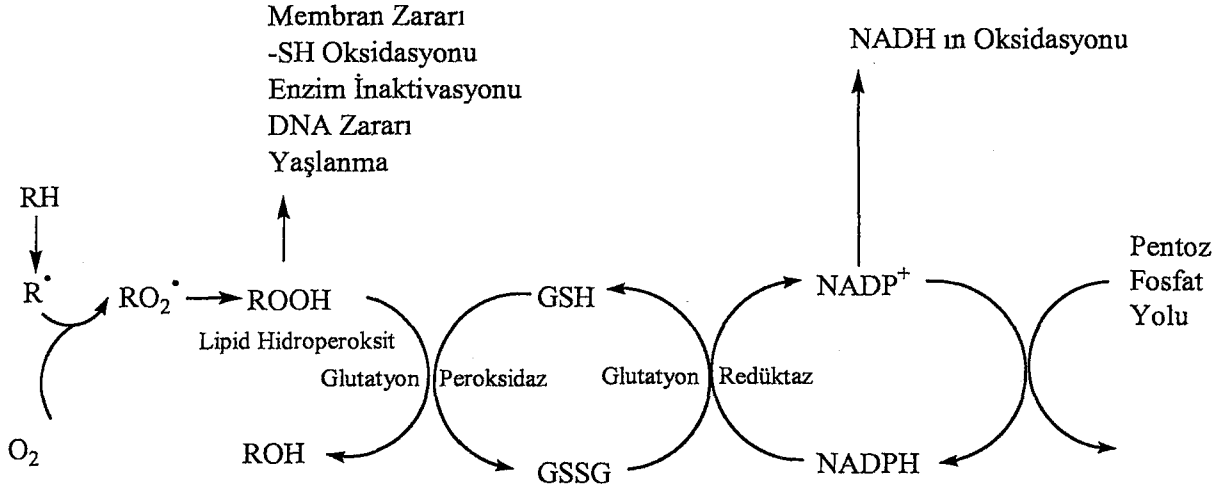 Membran Zararı
-SH Oksidasyonu
Enzim İnaktivasyonu
DNA Zararı
Yaşlanma
NADH ın Oksidasyonu
RH
R•
RO2•
ROOH
Lipid Hidroperoksit
GSH
NADP+
Pentoz
Fosfat
Yolu
Glutatyon Peroksidaz
Glutatyon Redüktaz
O2
ROH
GSSG
NADPH